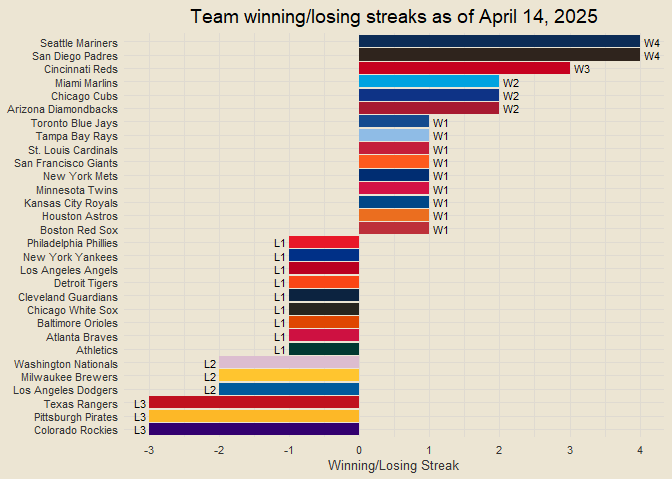 Team winning/losing streaks as of April 14, 2025
Seattle Mariners W4
San Diego Padres W4
Cincinnati Reds W3
Miami Marlins W2
Chicago Cubs W2
Arizona Diamondbacks W2
Toronto Blue Jays W1
Tampa Bay Rays W1
St. Louis Cardinals W1
San Francisco Giants W1
New York Mets W1
Minnesota Twins W1
Kansas City Royals W1
Houston Astros W1
Boston Red Sox W1
Philadelphia Phillies L1
New York Yankees L1
Los Angeles Angels L1
Detroit Tigers L1
Cleveland Guardians L1
Chicago White Sox L1
Baltimore Orioles L1
Atlanta Braves L1
Athletics L1
Washington Nationals L2
Milwaukee Brewers L2
Los Angeles Dodgers L2
Texas Rangers L3
Pittsburgh Pirates L3
Colorado Rockies L3
-3 -2 -1 0 1 2 3 4
Winning/Losing Streak